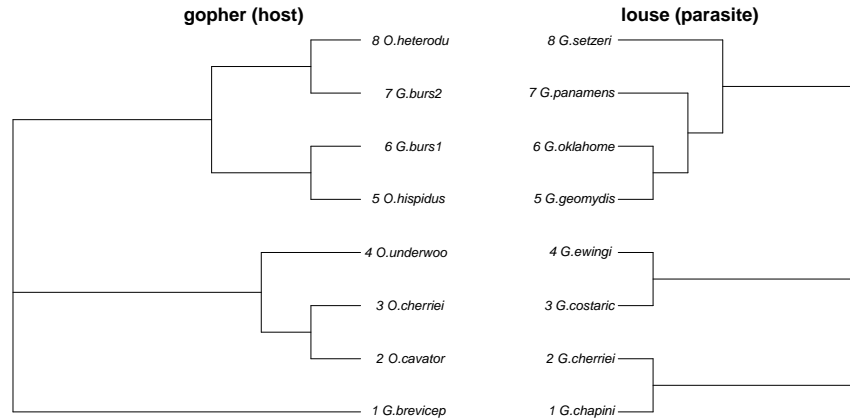 gopher (host) louse (parasite)
8 O.heterodu 8 G.setzeri
7 G.burs2 7 G.panamens
6 G.burs1 6 G.oklahome
5 O.hispidus 5 G.geomydis
4 O.underwoo 4 G.ewingi
3 O.cherriei 3 G.costaric
2 O.cavator 2 G.cherriei
1 G.brevicep 1 G.chapini